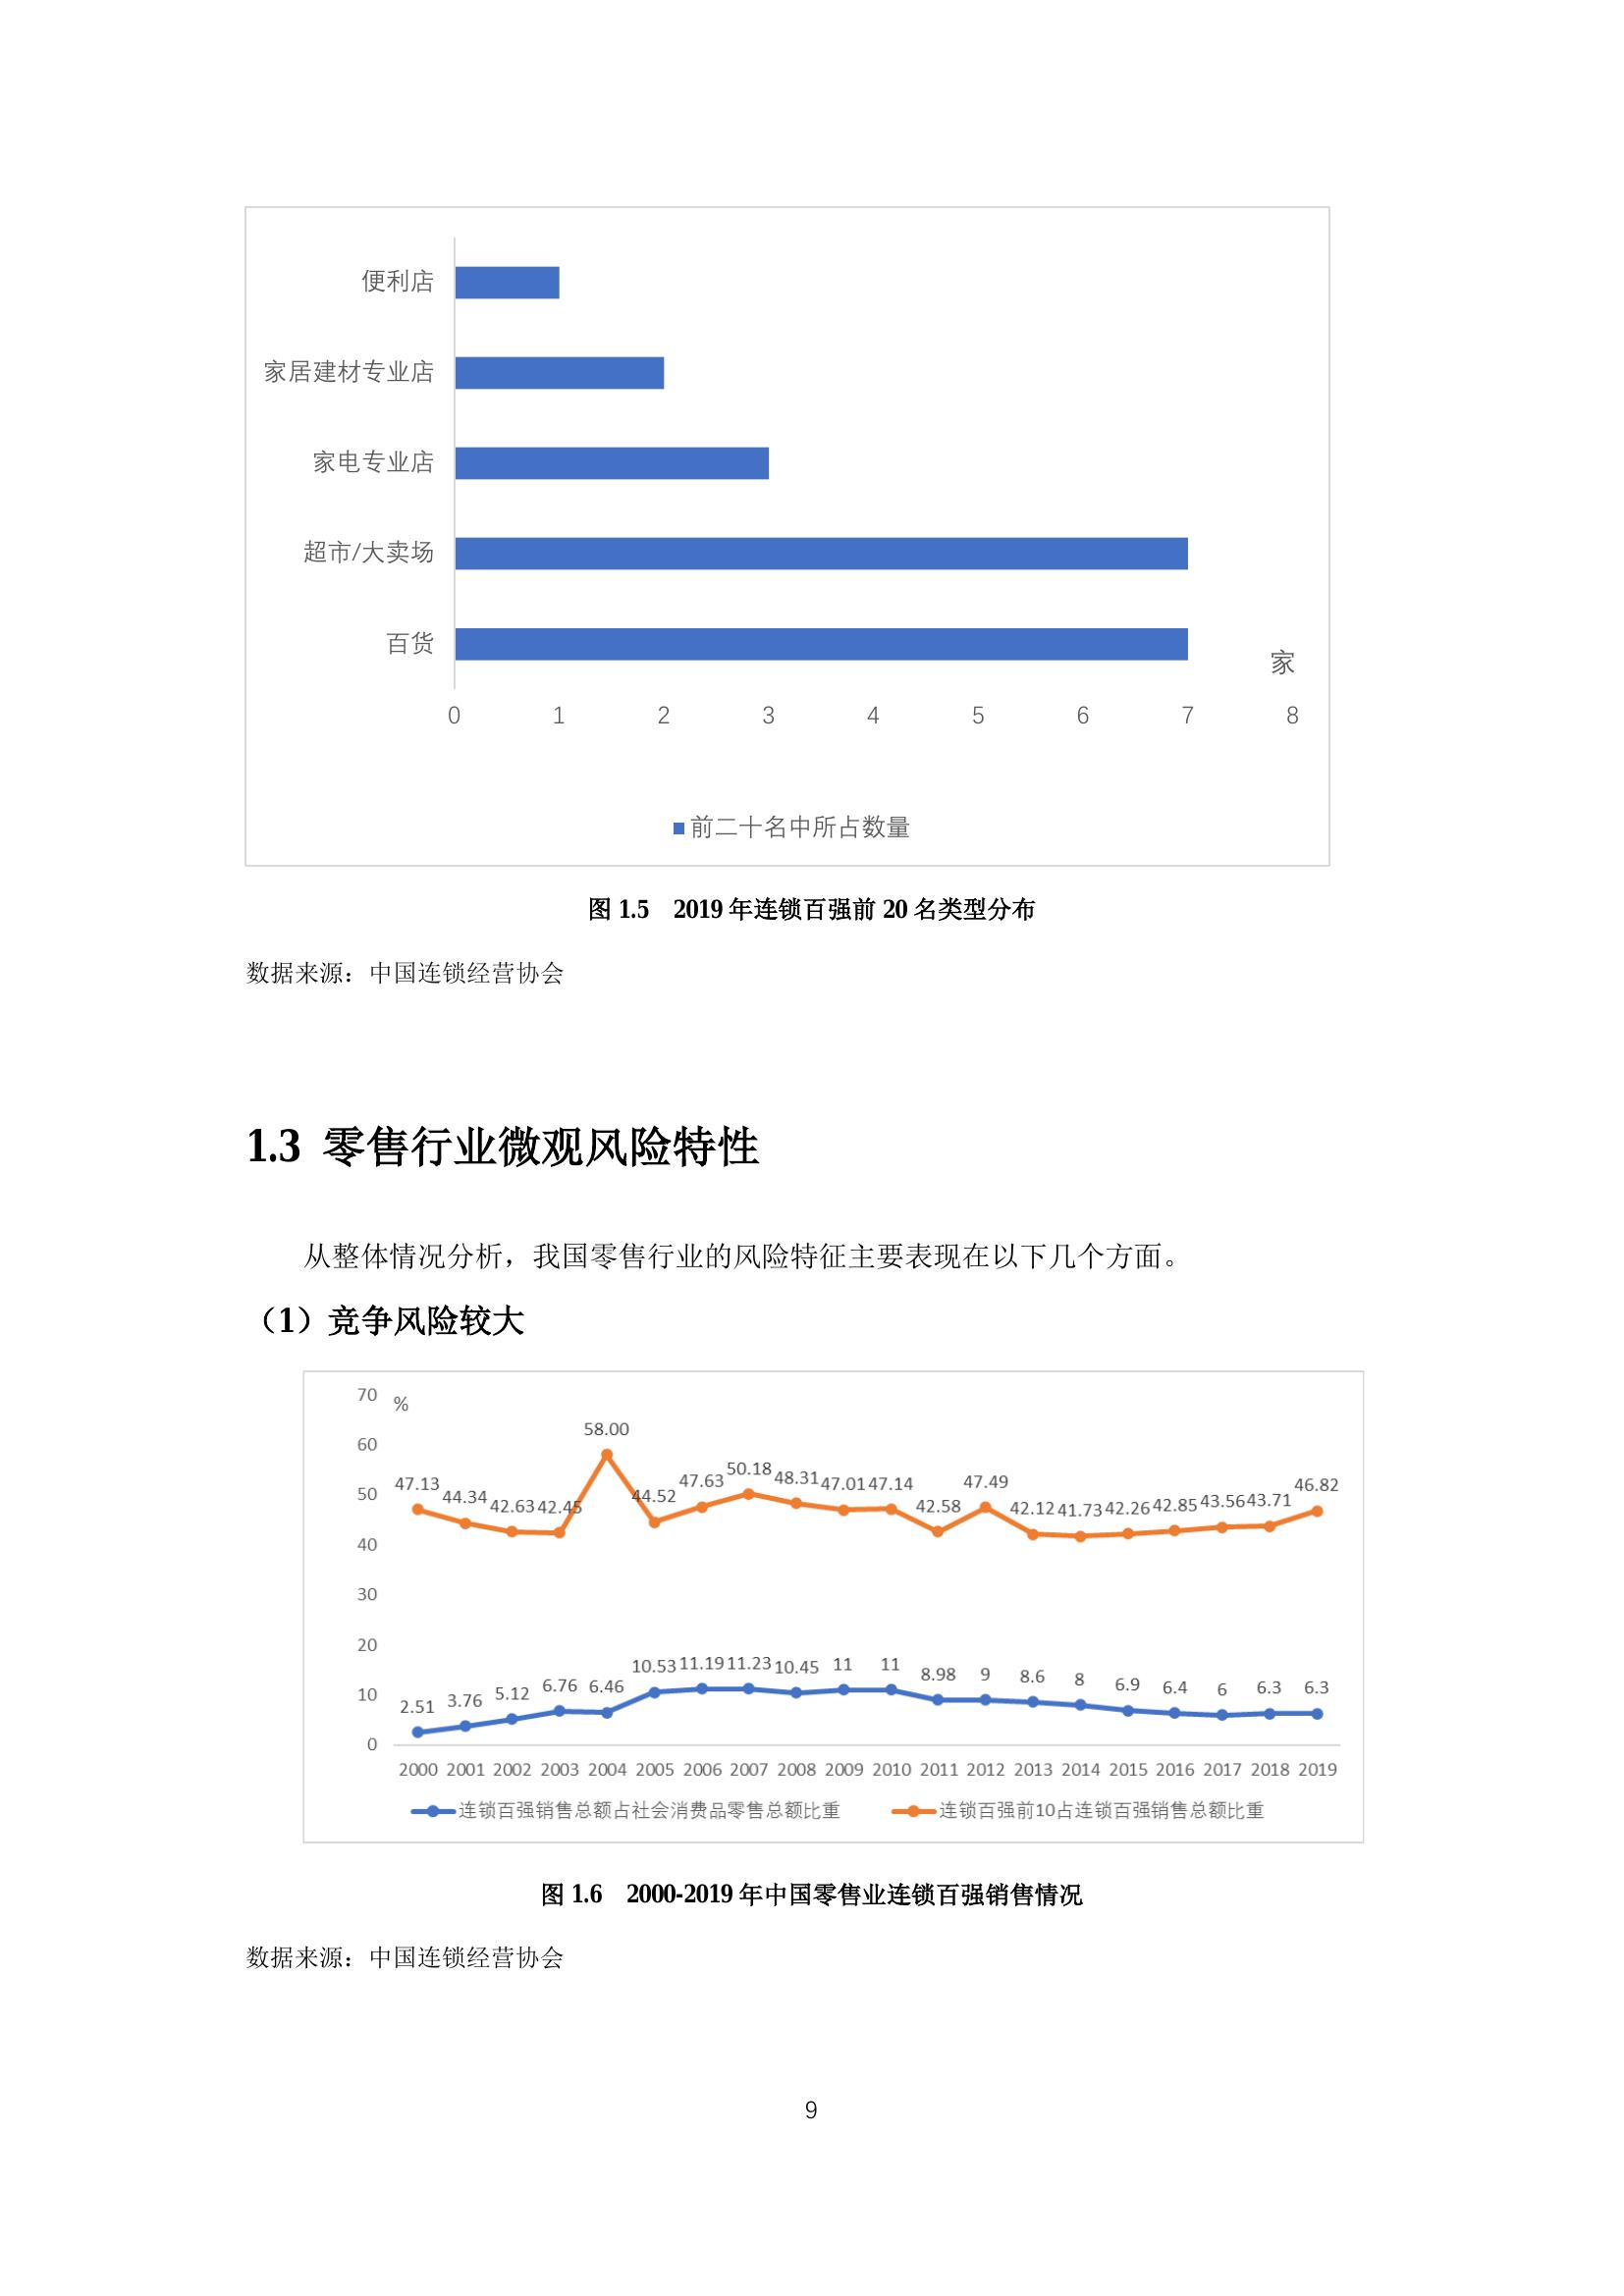 便利店
家居建材专业店
家电专业店
超市/大卖场
百货
家
0 1 2 3 4 5 6 7 8
前二十名中所占数量
图 1.5 2019 年连锁百强前 20 名类型分布
数据来源：中国连锁经营协会
1.3 零售行业微观风险特性
从整体情况分析，我国零售行业的风险特征主要表现在以下几个方面。
（1）竞争风险较大
70
%
60
50
40
30
20
10
0
47.13 44.34 42.63 42.45 58.00 44.52 47.63 50.18 48.31 47.01 47.14 42.58 47.49 42.12 41.73 42.26 42.85 43.56 43.71 46.82
2.51 3.76 5.12 6.76 6.46 10.53 11.19 11.23 10.45 11 11 8.98 9 8.6 8 6.9 6.4 6 6.3 6.3
2000 2001 2002 2003 2004 2005 2006 2007 2008 2009 2010 2011 2012 2013 2014 2015 2016 2017 2018 2019
连锁百强销售总额占社会消费品零售总额比重 连锁百强前10占连锁百强销售总额比重
图 1.6 2000-2019 年中国零售业连锁百强销售情况
数据来源：中国连锁经营协会
9